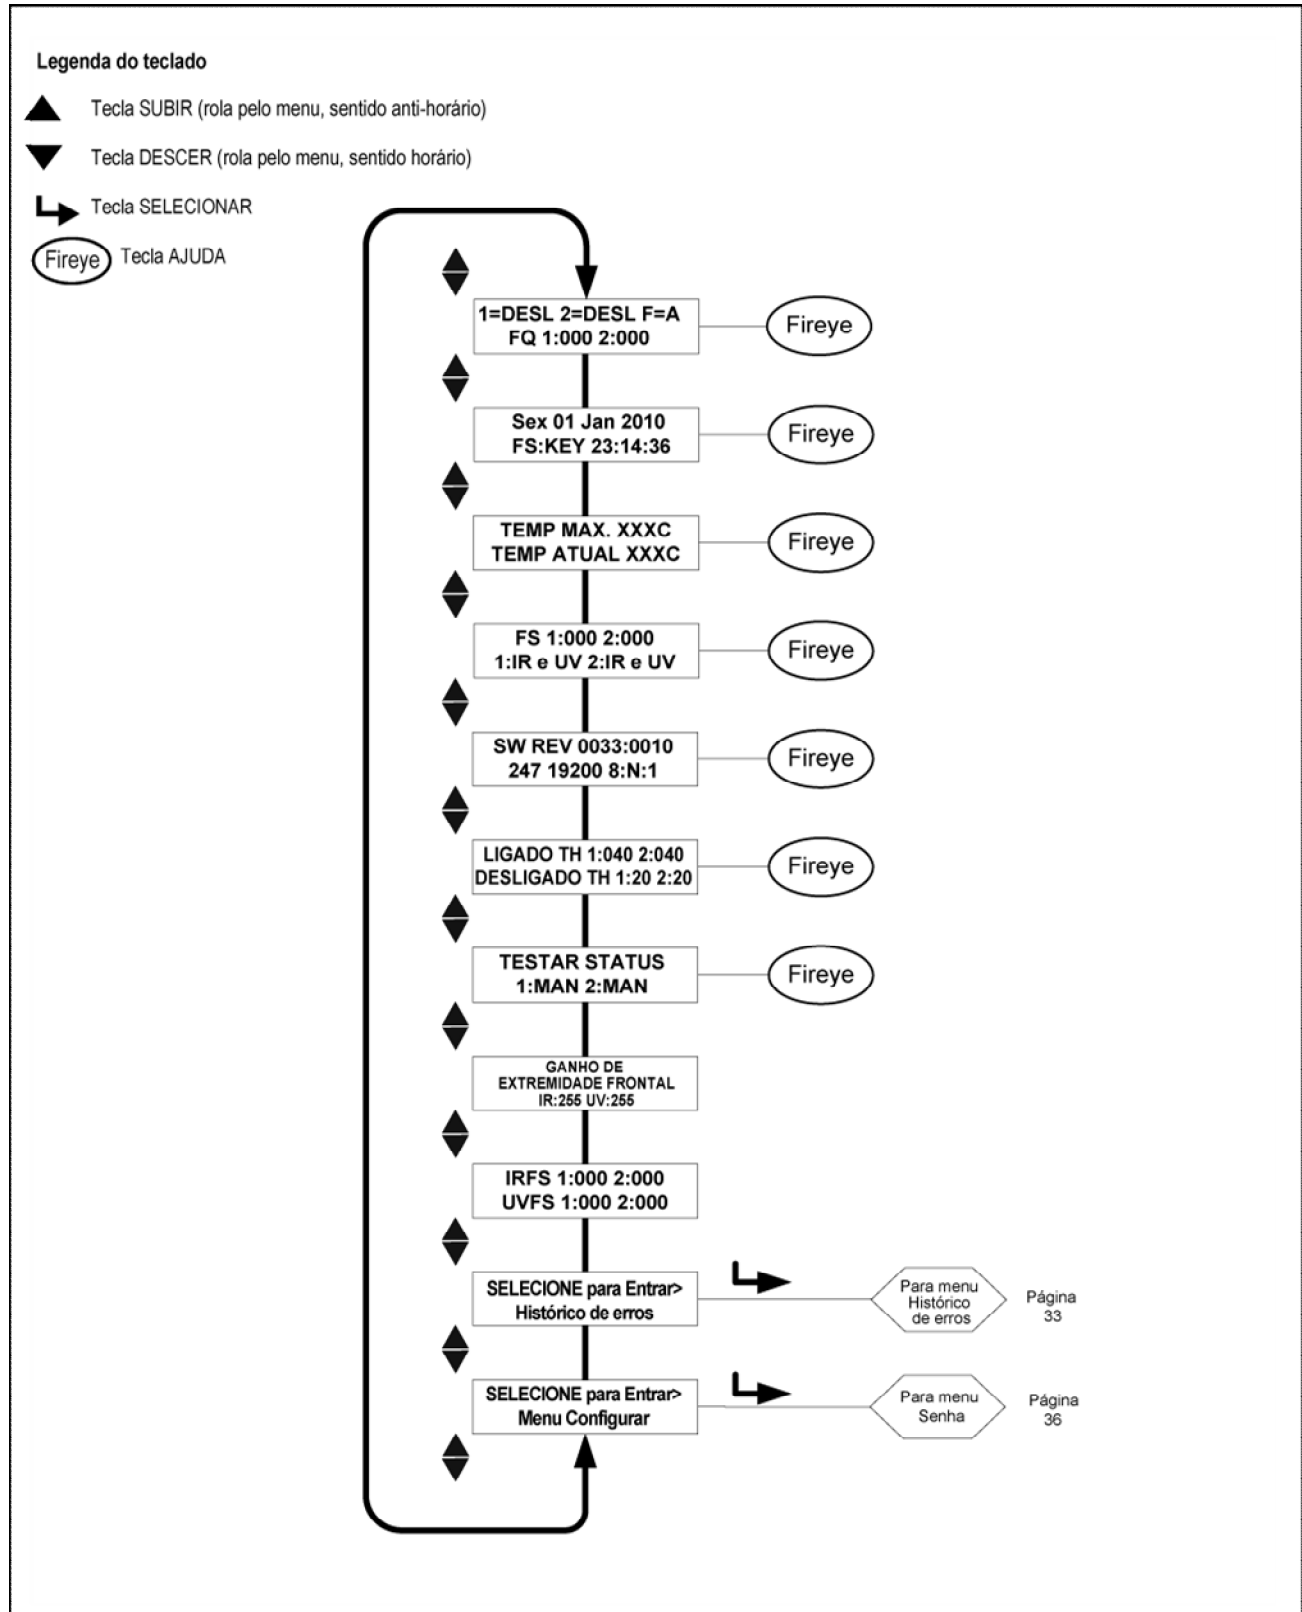 Legenda do teclado
Tecla SUBIR (rola pelo menu, sentido anti-horário)
Tecla DESCER (rola pelo menu, sentido horário)
Tecla SELECIONAR
Fireye Tecla AJUDA
1=DESL 2=DESL F=A
FQ 1:000 2:000
Fireye
Sex 01 Jan 2010
FS:KEY 23:14:36
Fireye
TEMP MAX. XXXC
TEMP ATUAL XXXC
Fireye
FS 1:000 2:000
1:IR e UV 2:IR e UV
Fireye
SW REV 0033:0010
247 19200 8:N:1
Fireye
LIGADO TH 1:040 2:040
DESLIGADO TH 1:20 2:20
Fireye
TESTAR STATUS
1:MAN 2:MAN
Fireye
GANHO DE
EXTREMIDADE FRONTAL
IR:255 UV:255
IRFS 1:000 2:000
UVFS 1:000 2:000
SELECIONE para Entrar>
Histórico de erros
Para menu
Histórico
de erros
Página
33
SELECIONE para Entrar>
Menu Configurar
Para menu
Senha
Página
36